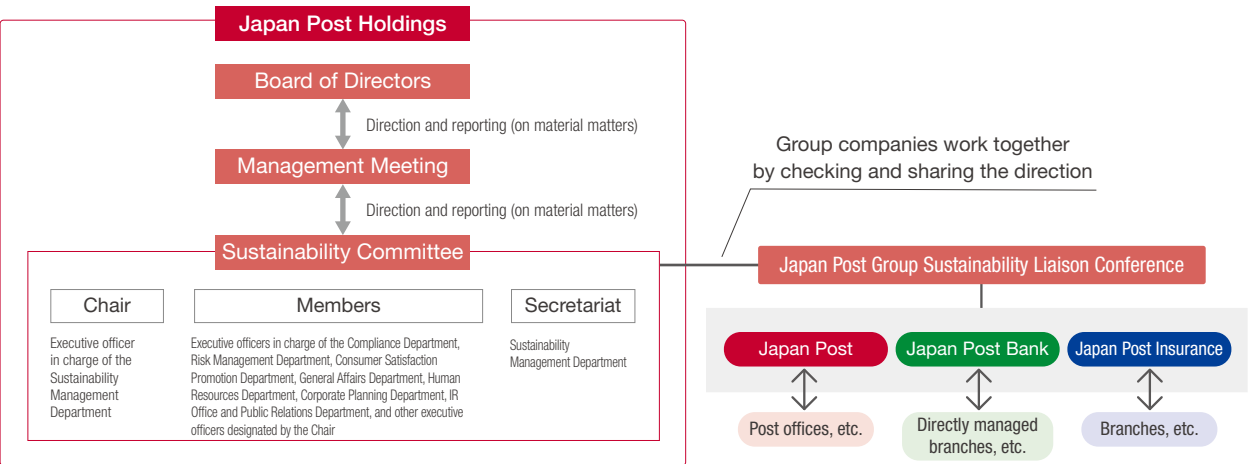 Japan Post Holdings
Board of Directors
Direction and reporting (on material matters)
Management Meeting
Direction and reporting (on material matters)
Sustainability Committee
Chair
Executive officer
in charge of the
Sustainability
Management
Department
Members
Executive officers in charge of the Compliance Department,
Risk Management Department, Consumer Satisfaction
Promotion Department, General Affairs Department, Human
Resources Department, Corporate Planning Department, IR
Office and Public Relations Department, and other executive
officers designated by the Chair
Secretariat
Sustainability
Management Department
Group companies work together
by checking and sharing the direction
Japan Post Group Sustainability Liaison Conference
Japan Post
Japan Post Bank
Japan Post Insurance
Post offices, etc.
Directly managed
branches, etc.
Branches, etc.